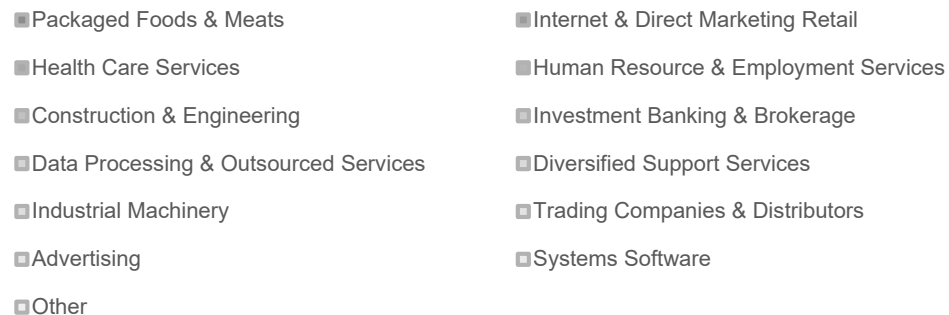 Packaged Foods & Meats
Internet & Direct Marketing Retail
Health Care Services
Human Resource & Employment Services
Construction & Engineering
Investment Banking & Brokerage
Data Processing & Outsourced Services
Diversified Support Services
Industrial Machinery
Trading Companies & Distributors
Advertising
Systems Software
Other